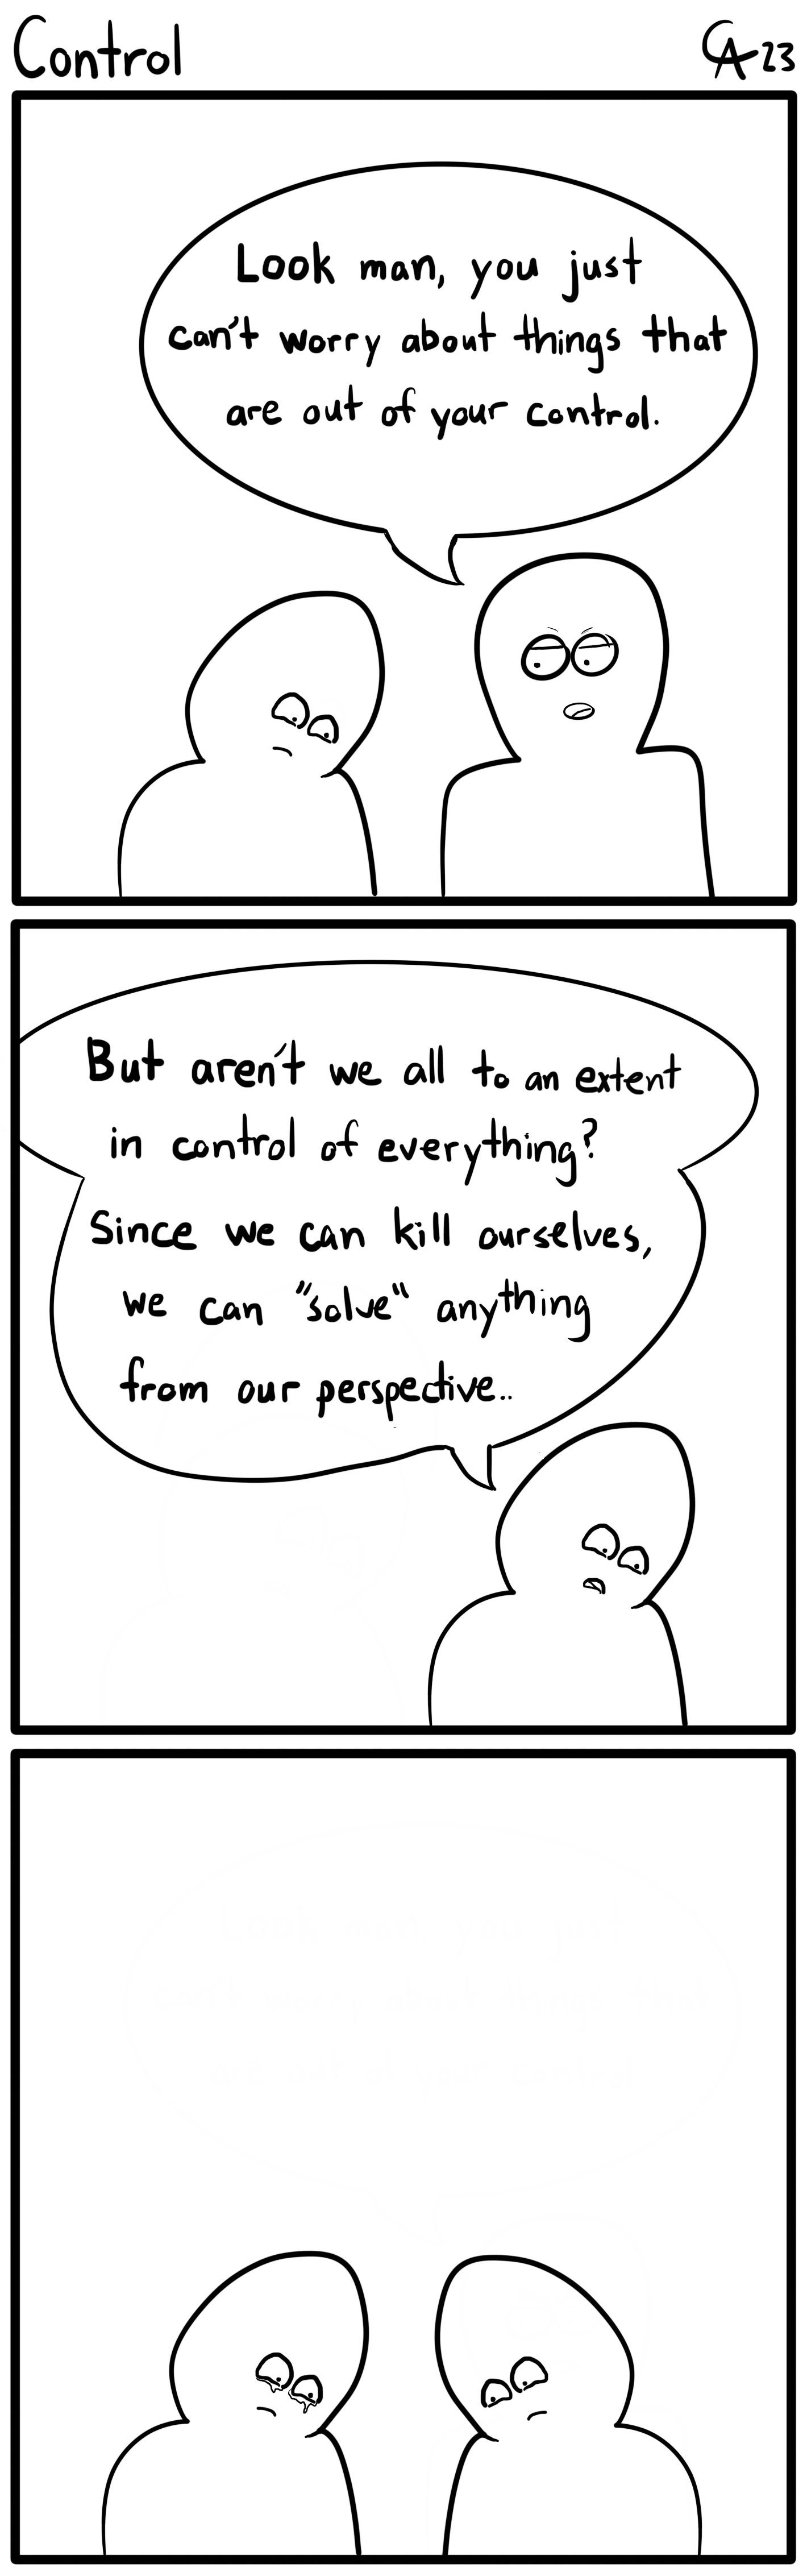 Control
CA 23
Look man, you just
can't worry about things that
are out of your control.
But aren't we all to an extent
in control of everything?
Since we can kill ourselves,
we can "solve" anything
from our perspective..